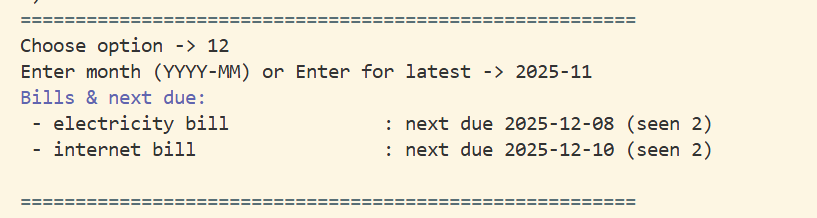 ========================================================
Choose option -> 12
Enter month (YYYY-MM) or Enter for latest -> 2025-11
Bills & next due:
 - electricity bill              : next due 2025-12-08 (seen 2)
 - internet bill                 : next due 2025-12-10 (seen 2)
========================================================